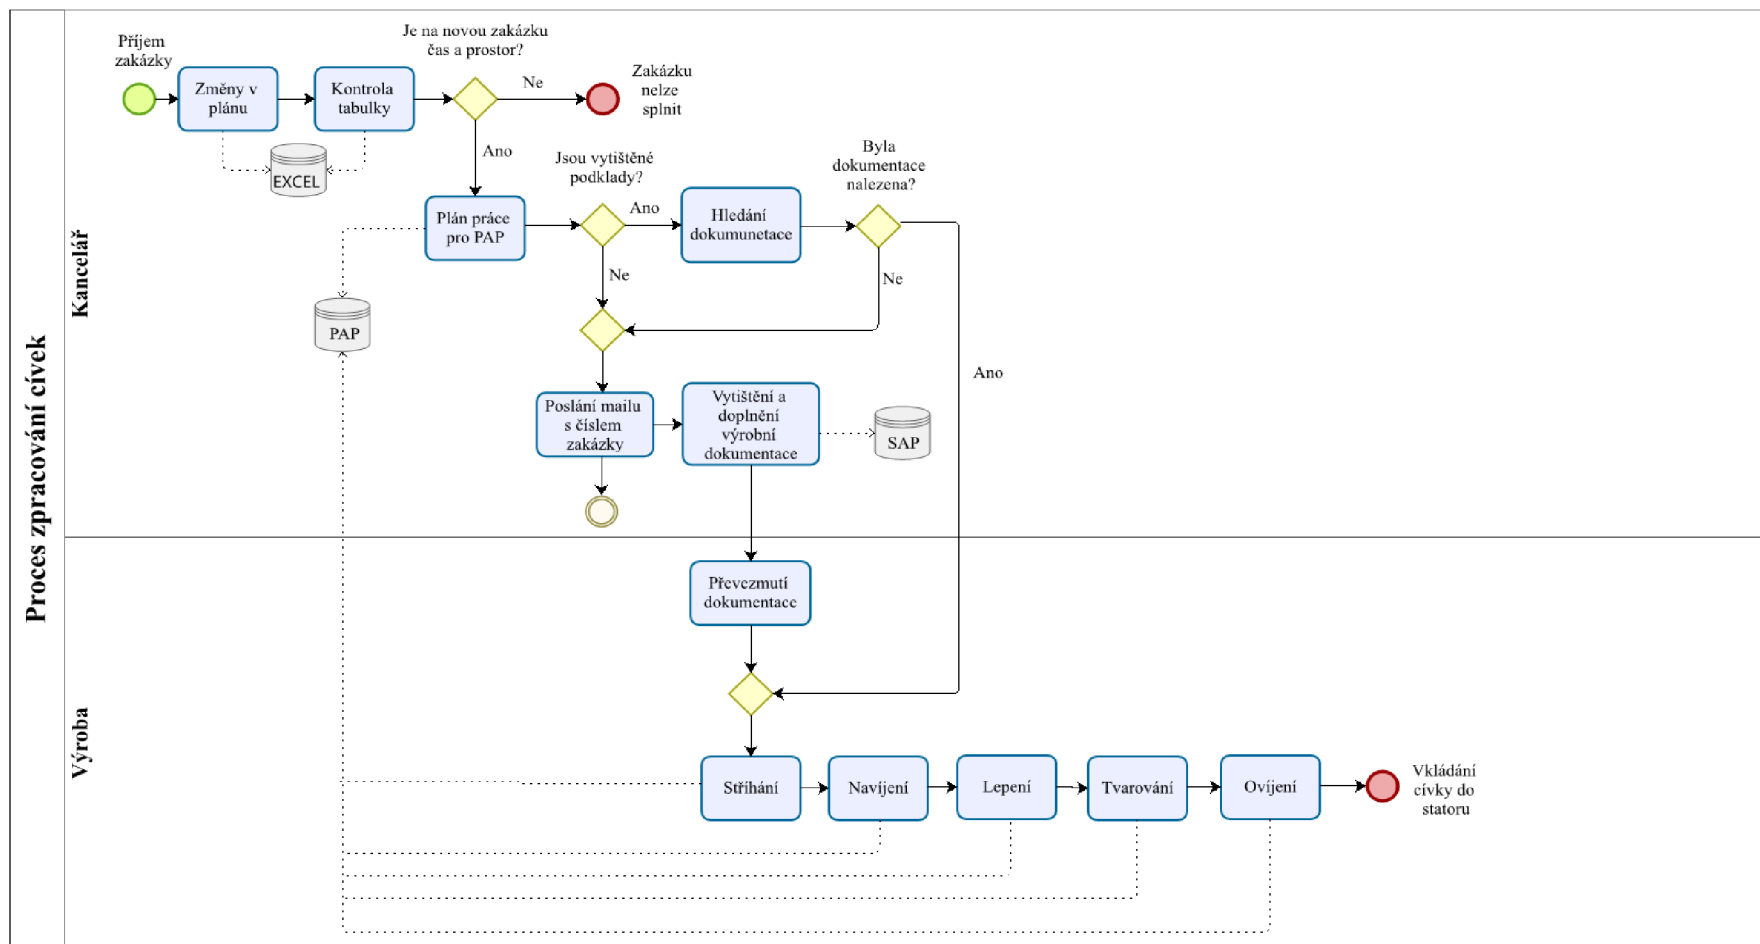 Proces zpracování cívek
Kancelář
Příjem
zakázky
Změny v
plánu
Kontrola
tabulky
Je na novou zakázku
čas a prostor?
Ne
Zakázku
nelze
splnit
EXCEL
Ano
Jsou vytištěné
podklady?
Byla
dokumentace
nalezena?
Plán práce
pro PAP
Ano
Hledání
dokumunetace
Ne
Ne
PAP
Ano
Poslání mailu
s číslem
zakázky
Vytištění a
doplnění
výrobní
dokumentace
SAP
Výroba
Převezmutí
dokumentace
Stříhání
Navíjení
Lepení
Tvarování
Ovíjení
Vkládání
cívky do
statoru